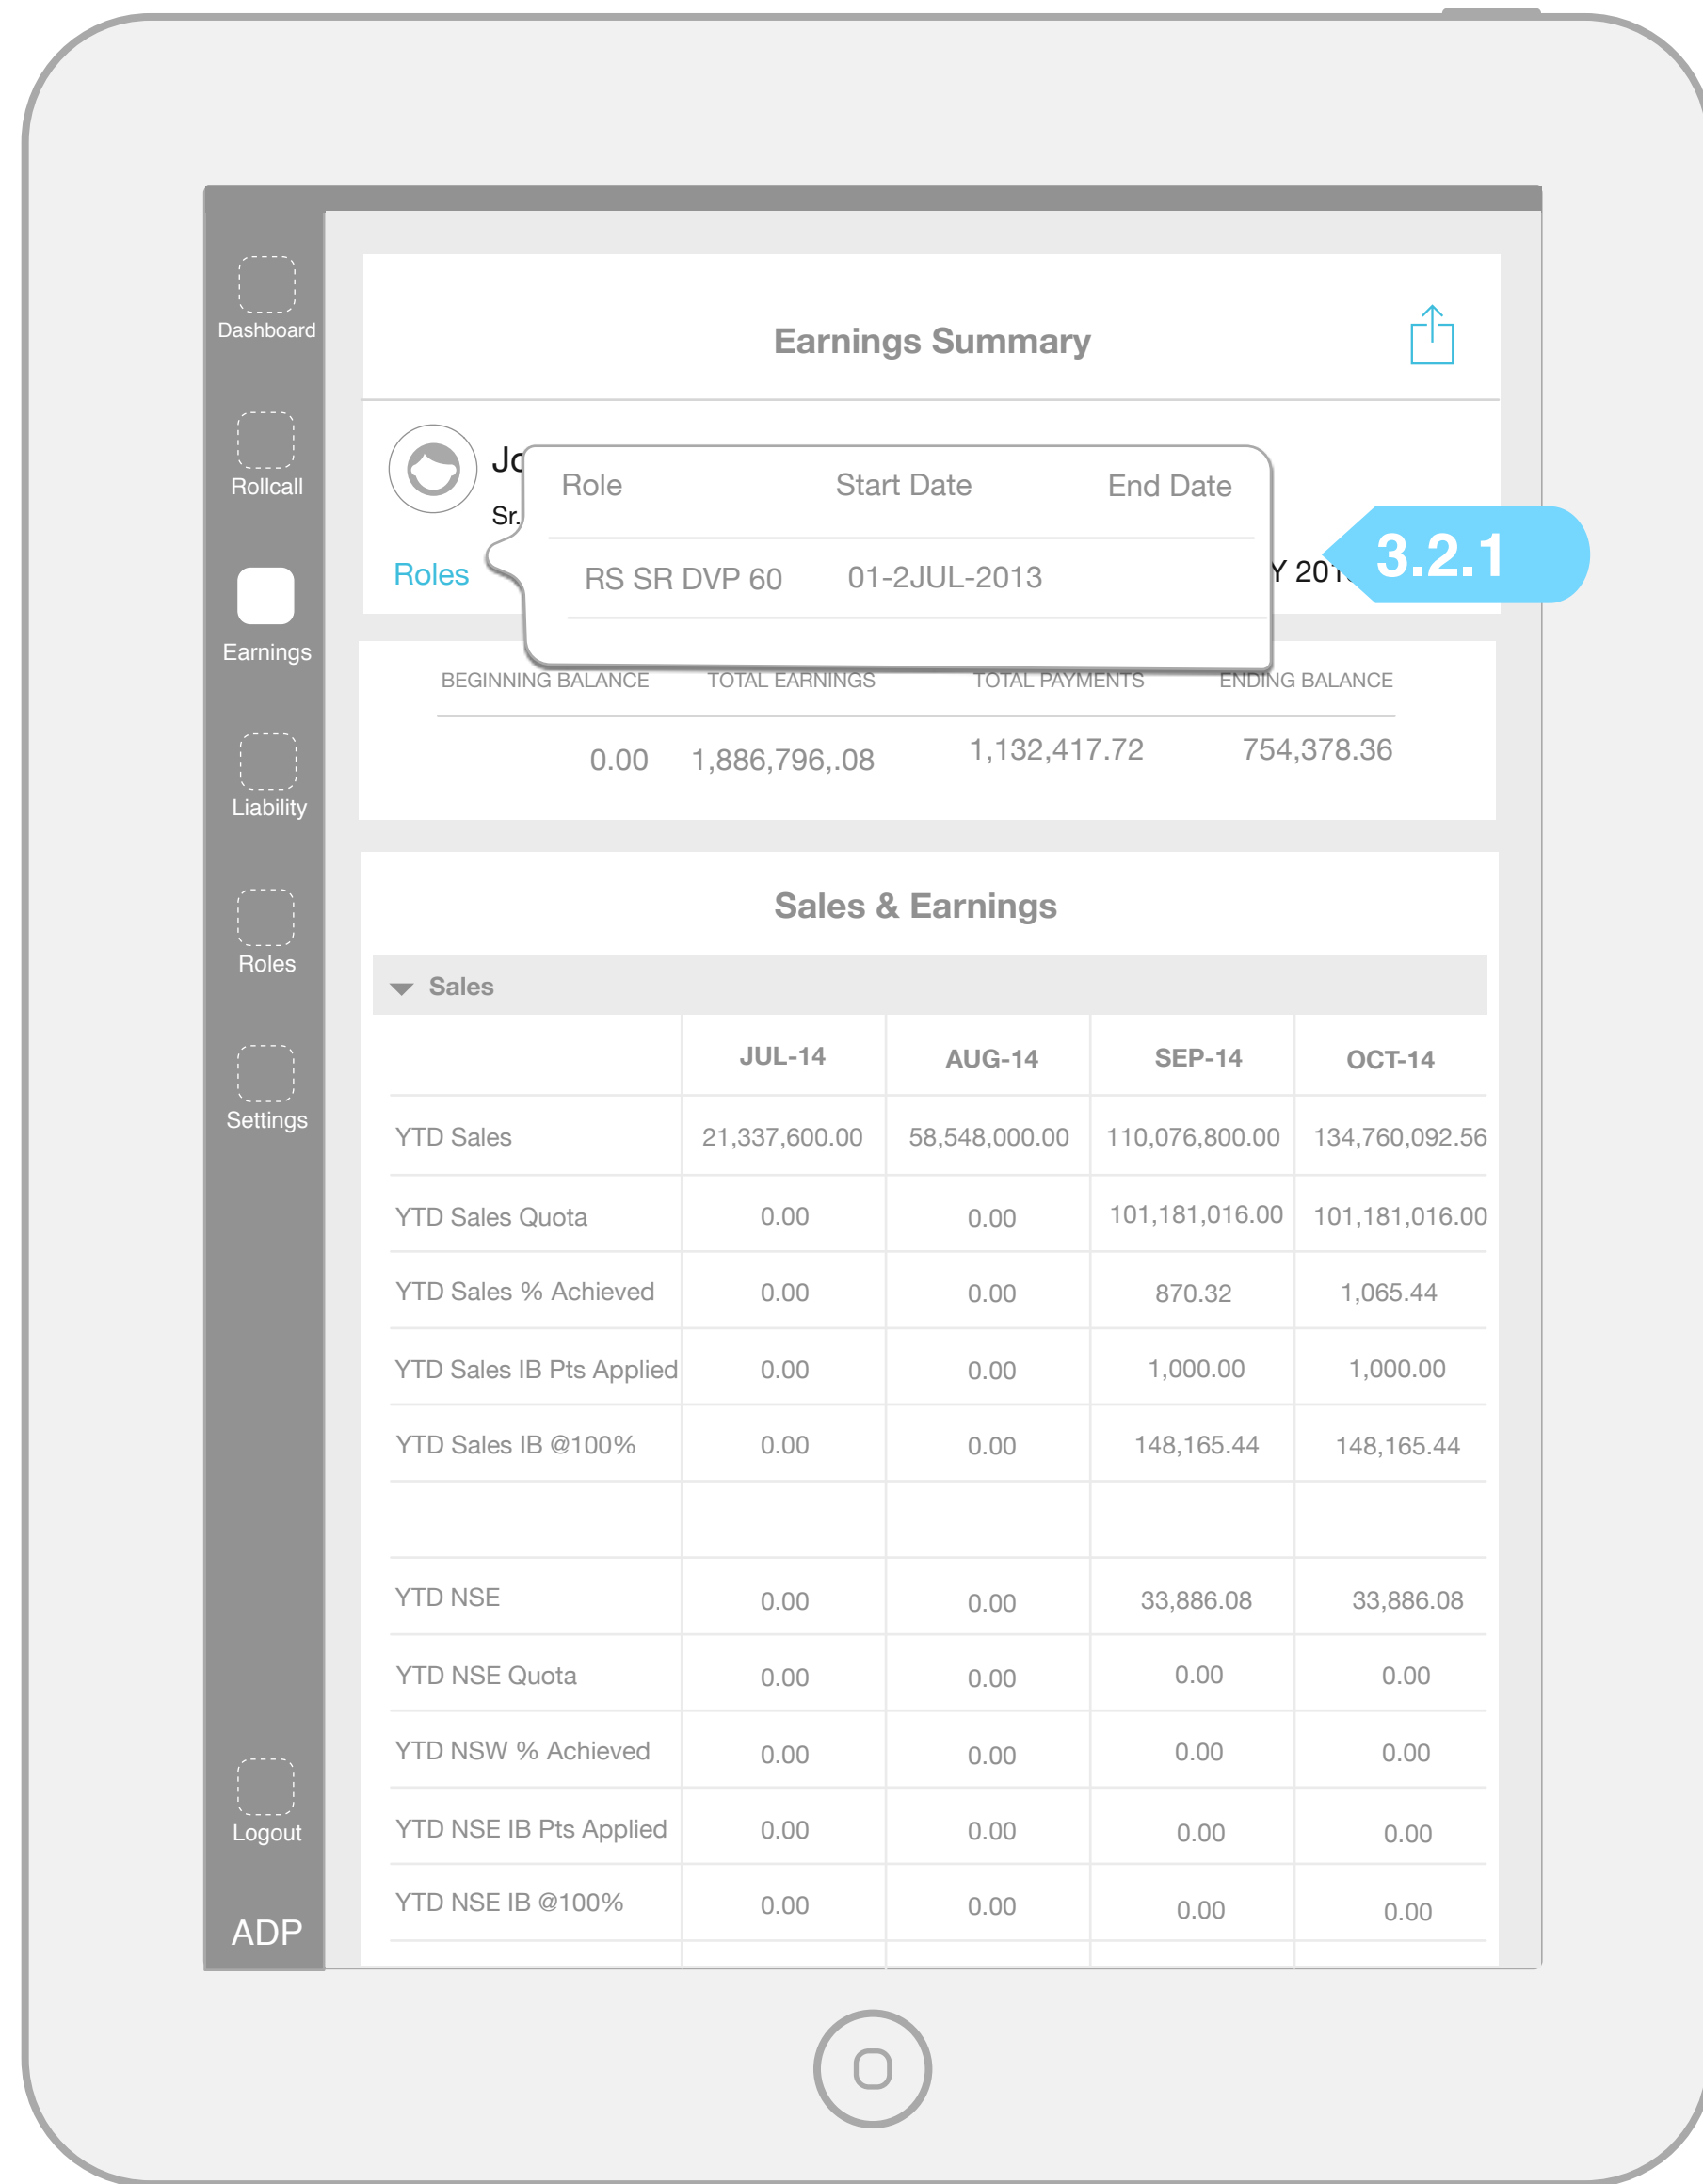 Dashboard
Rollcall
Earnings
Liability
Roles
Settings
Logout
ADP
Earnings Summary
Sr.
Roles
Role Start Date End Date
RS SR DVP 60 01-2JUL-2013
3.2.1
BEGINNING BALANCE TOTAL EARNINGS TOTAL PAYMENTS ENDING BALANCE
0.00 1,886,796,.08 1,132,417.72 754,378.36
Sales & Earnings
Sales
JUL-14 AUG-14 SEP-14 OCT-14
YTD Sales 21,337,600.00 58,548,000.00 110,076,800.00 134,760,092.56
YTD Sales Quota 0.00 0.00 101,181,016.00 101,181,016.00
YTD Sales % Achieved 0.00 0.00 870.32 1,065.44
YTD Sales IB Pts Applied 0.00 0.00 1,000.00 1,000.00
YTD Sales IB @100% 0.00 0.00 148,165.44 148,165.44
YTD NSE 0.00 0.00 33,886.08 33,886.08
YTD NSE Quota 0.00 0.00 0.00 0.00
YTD NSW % Achieved 0.00 0.00 0.00 0.00
YTD NSE IB Pts Applied 0.00 0.00 0.00 0.00
YTD NSE IB @100% 0.00 0.00 0.00 0.00